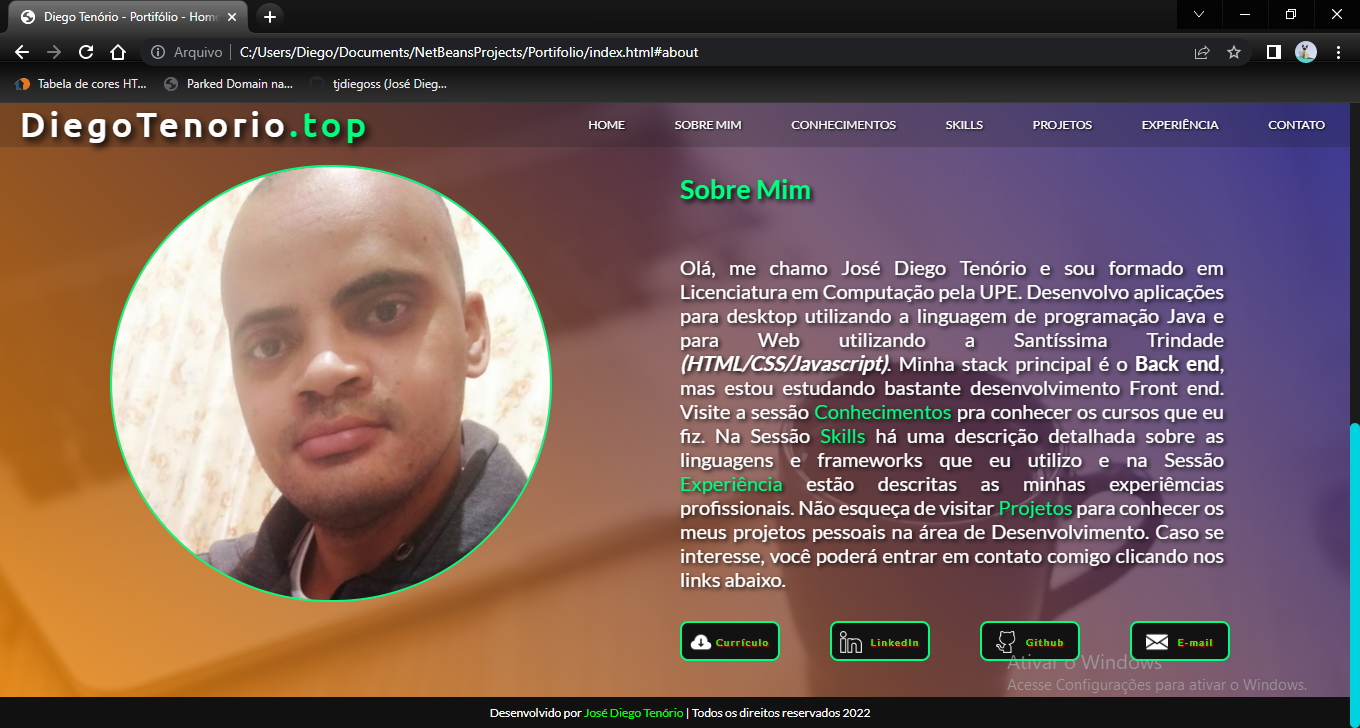 Diego Tenório - Portifólio - Home
Arquivo | C:/Users/Diego/Documents/NetBeansProjects/Portifolio/index.html#about
Tabela de cores HT... Parked Domain na... tjdiegoss (José Dieg...
DiegoTenorio.top
HOME SOBRE MIM CONHECIMENTOS SKILLS PROJETOS EXPERIÊNCIA CONTATO
Sobre Mim
Olá, me chamo José Diego Tenório e sou formado em
Licenciatura em Computação pela UPE. Desenvolvo aplicações
para desktop utilizando a linguagem de programação Java e
para Web utilizando a Santíssima Trindade
(HTML/CSS/Javascript). Minha stack principal é o Back end,
mas estou estudando bastante desenvolvimento Front end.
Visite a sessão Conhecimentos pra conhecer os cursos que eu
fiz. Na Sessão Skills há uma descrição detalhada sobre as
linguagens e frameworks que eu utilizo e na Sessão
Experiência estão descritas as minhas experiêmcias
profissionais. Não esqueça de visitar Projetos para conhecer os
meus projetos pessoais na área de Desenvolvimento. Caso se
interesse, você poderá entrar em contato comigo clicando nos
links abaixo.
Currículo LinkedIn Github E-mail
Ativar o Windows
Acesse Configurações para ativar o Windows.
Desenvolvido por José Diego Tenório | Todos os direitos reservados 2022